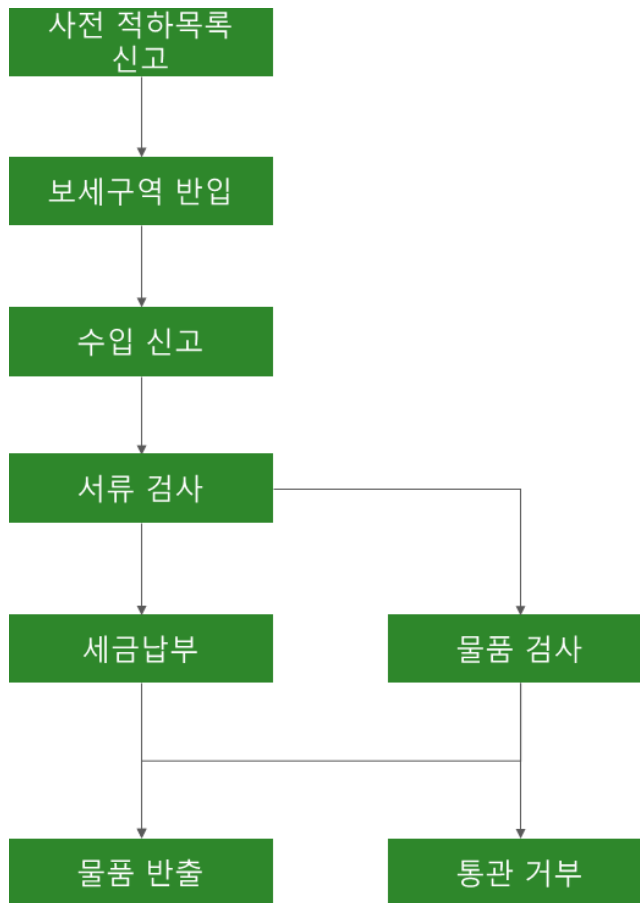 사전 적하목록
신고
보세구역 반입
수입 신고
서류 검사
세금납부
물품 검사
물품 반출
통관 거부